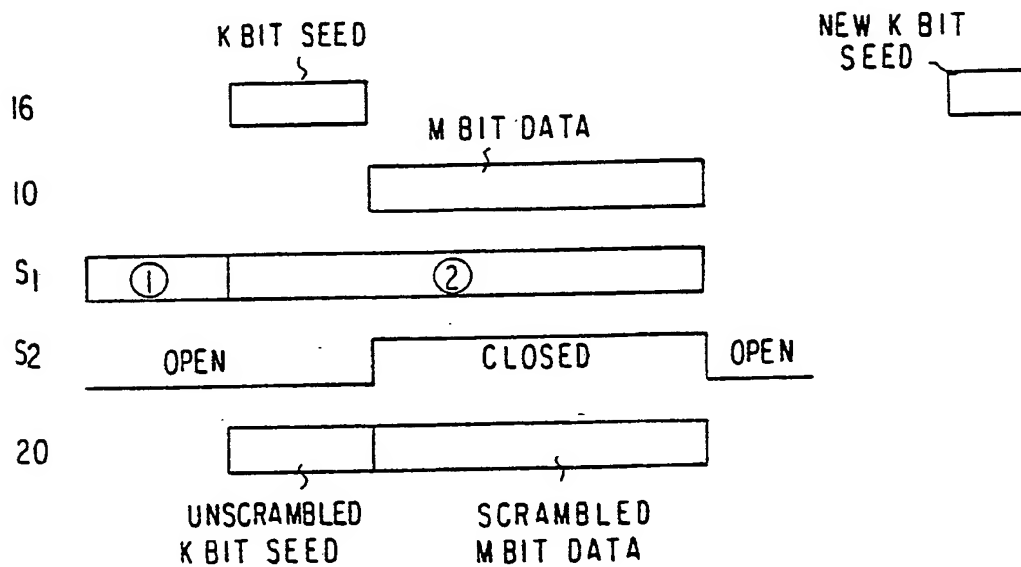 K BIT SEED
NEW K BIT
SEED
16
M BIT DATA
10
S1
1
2
S2
OPEN
CLOSED
OPEN
20
UNSCRAMBLED
K BIT SEED
SCRAMBLED
M BIT DATA